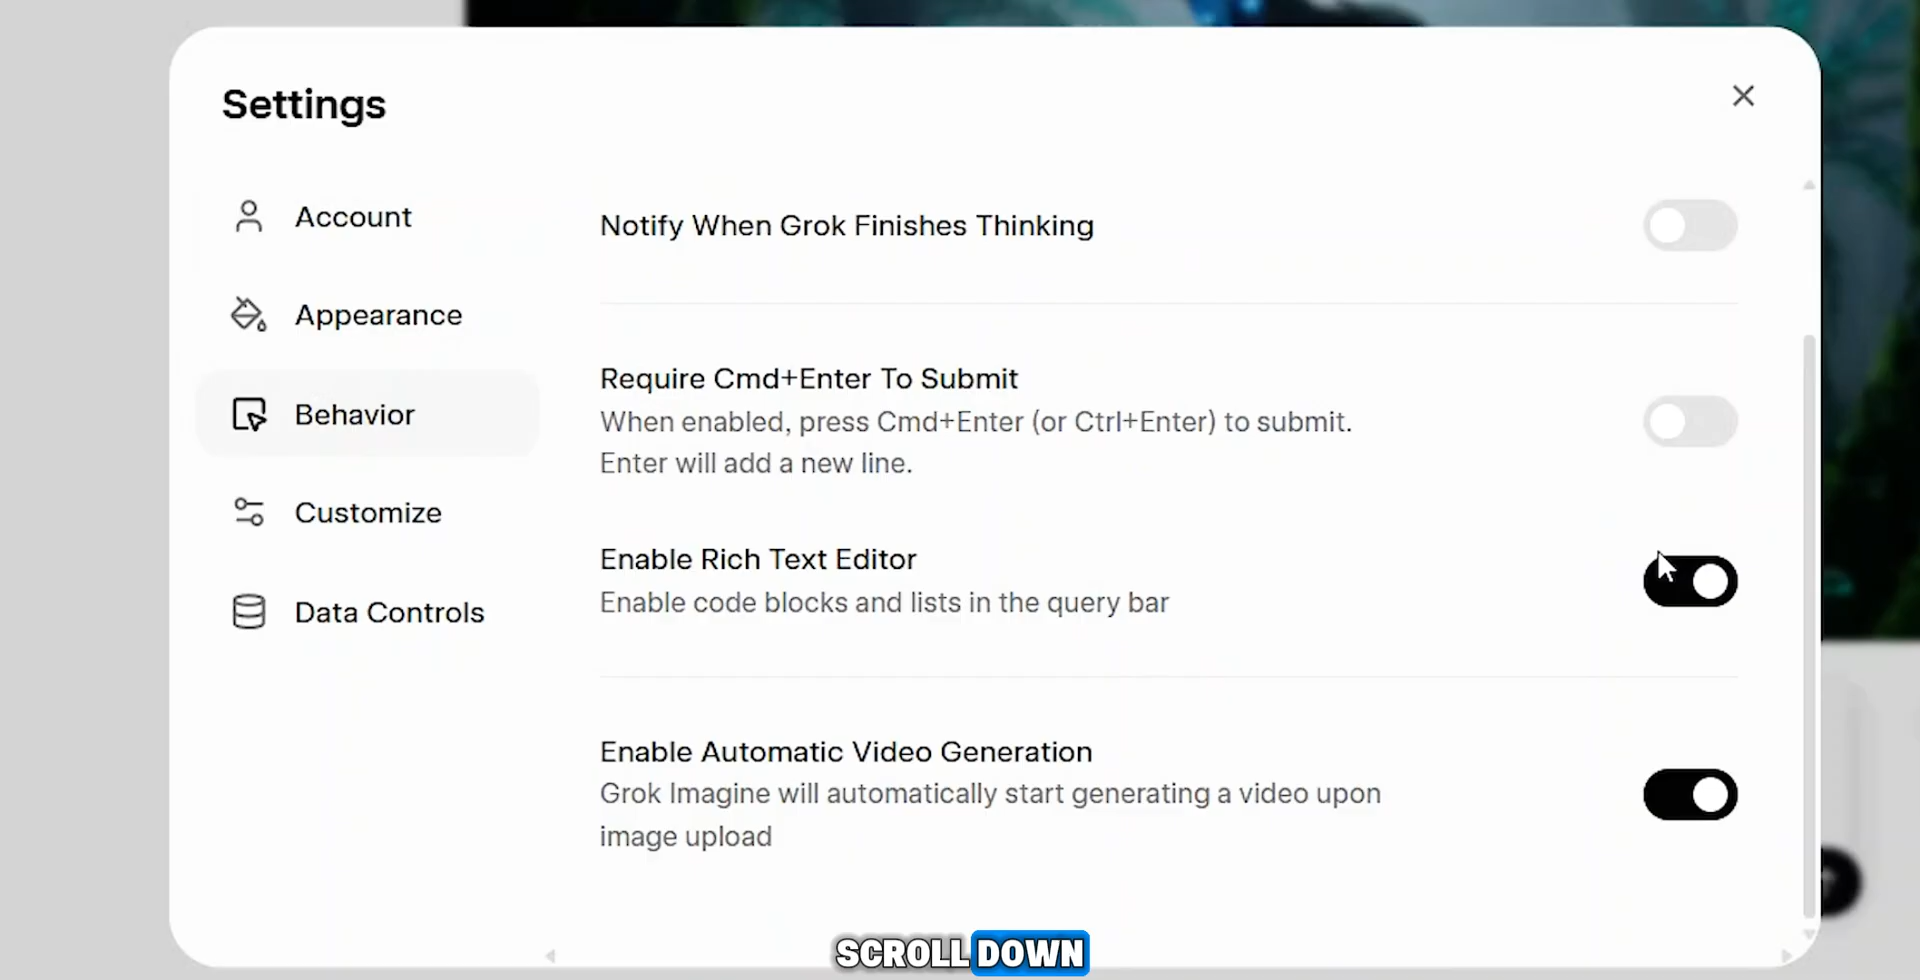 Settings
Account
Appearance
Behavior
Customize
Data Controls
Notify When Grok Finishes Thinking
Require Cmd+Enter To Submit
When enabled, press Cmd+Enter (or Ctrl+Enter) to submit.
Enter will add a new line.
Enable Rich Text Editor
Enable code blocks and lists in the query bar
Enable Automatic Video Generation
Grok Imagine will automatically start generating a video upon
image upload
SCROLL DOWN